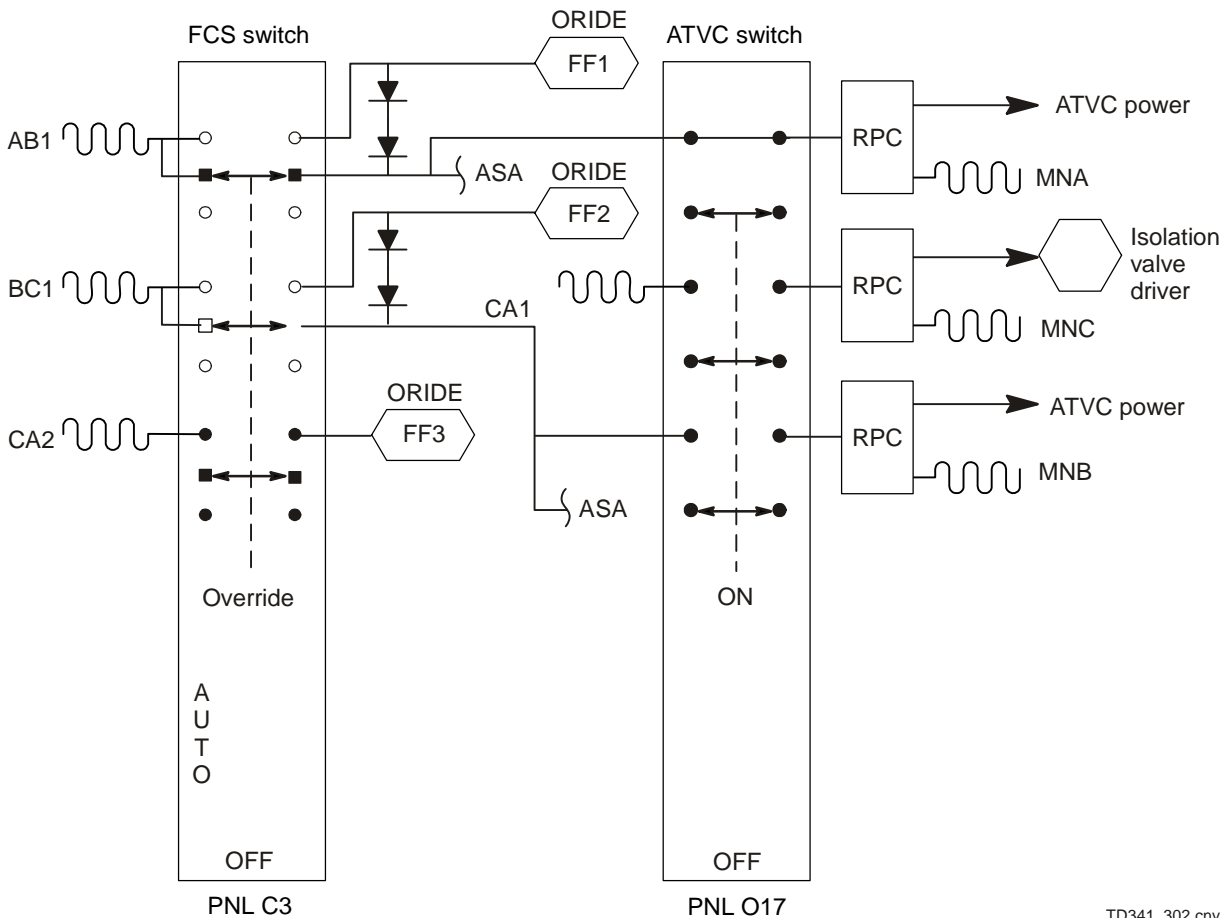 FCS switch
ORIDE
FF1
ATVC switch
AB1
RPC
ATVC power
MNA
ASA
ORIDE
FF2
BC1
CA1
RPC
Isolation
valve
driver
MNC
ORIDE
FF3
CA2
RPC
ATVC power
MNB
ASA
Override
ON
A
U
T
O
OFF
OFF
PNL C3
PNL O17
TD341_302.cnv